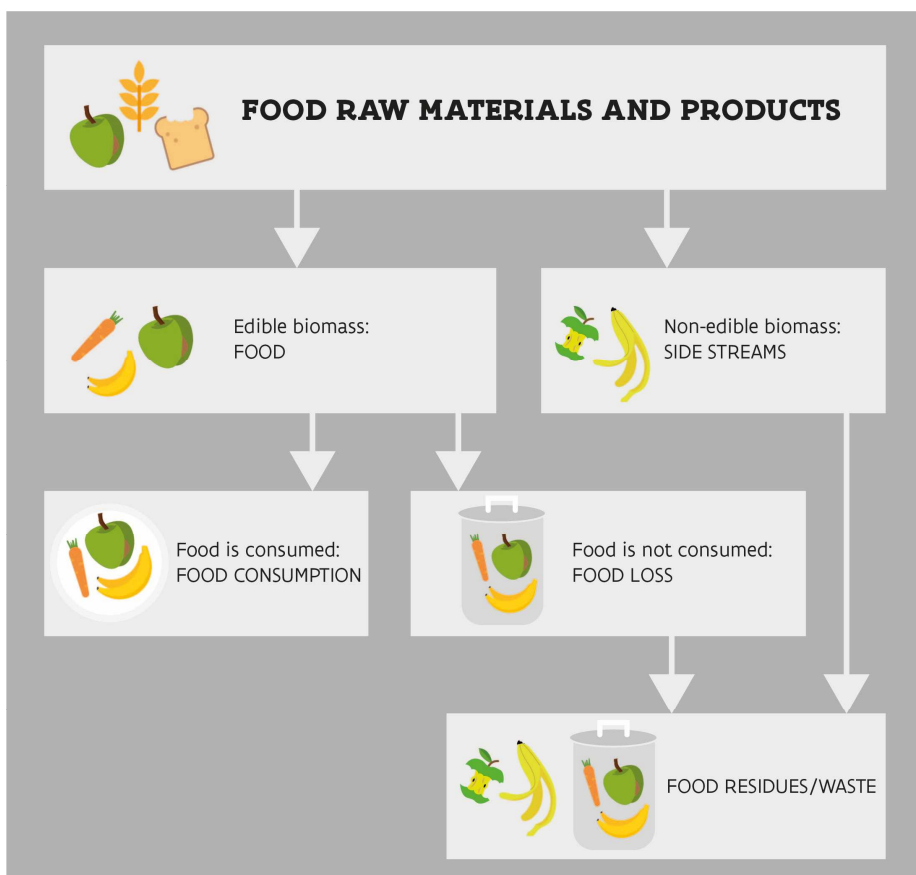 FOOD RAW MATERIALS AND PRODUCTS
Edible biomass:
FOOD
Non-edible biomass:
SIDE STREAMS
Food is consumed:
FOOD CONSUMPTION
Food is not consumed:
FOOD LOSS
FOOD RESIDUES/WASTE